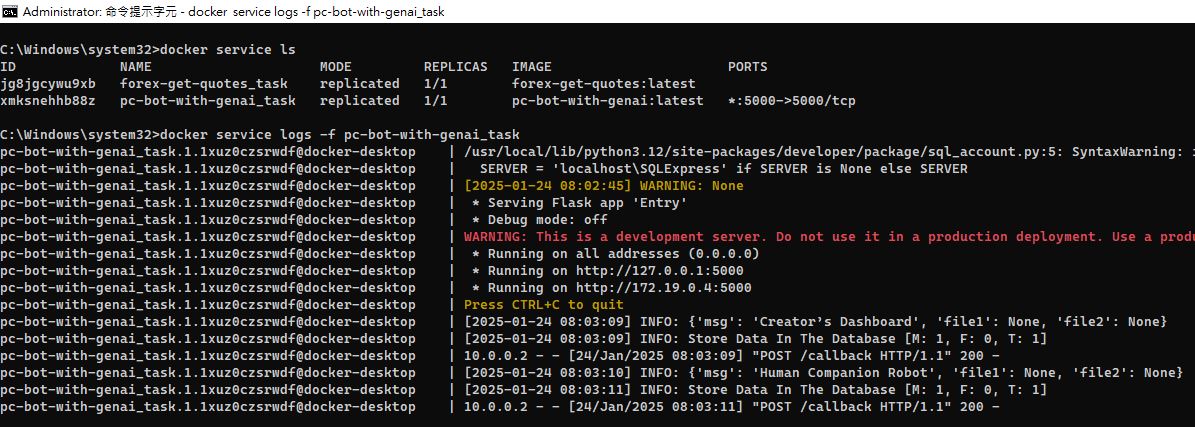 Administrator: 命令提示字元 - docker service logs -f pc-bot-with-genai_task
C:\Windows\system32>docker service ls
ID NAME MODE REPLICAS IMAGE PORTS
jg8jgcywu9xb forex-get-quotes_task replicated 1/1 forex-get-quotes:latest
xmksnehhb88z pc-bot-with-genai_task replicated 1/1 pc-bot-with-genai:latest *:5000->5000/tcp
C:\Windows\system32>docker service logs -f pc-bot-with-genai_task
pc-bot-with-genai_task.1.1xuz0czsrwdf@docker-desktop | /usr/local/lib/python3.12/site-packages/developer/package/sql_account.py:5: SyntaxWarning:
pc-bot-with-genai_task.1.1xuz0czsrwdf@docker-desktop | SERVER = 'localhost\SQLExpress' if SERVER is None else SERVER
pc-bot-with-genai_task.1.1xuz0czsrwdf@docker-desktop | [2025-01-24 08:02:45] WARNING: None
pc-bot-with-genai_task.1.1xuz0czsrwdf@docker-desktop | * Serving Flask app 'Entry'
pc-bot-with-genai_task.1.1xuz0czsrwdf@docker-desktop | * Debug mode: off
pc-bot-with-genai_task.1.1xuz0czsrwdf@docker-desktop | WARNING: This is a development server. Do not use it in a production deployment. Use a
pc-bot-with-genai_task.1.1xuz0czsrwdf@docker-desktop | * Running on all addresses (0.0.0.0)
pc-bot-with-genai_task.1.1xuz0czsrwdf@docker-desktop | * Running on http://127.0.0.1:5000
pc-bot-with-genai_task.1.1xuz0czsrwdf@docker-desktop | * Running on http://172.19.0.4:5000
pc-bot-with-genai_task.1.1xuz0czsrwdf@docker-desktop | Press CTRL+C to quit
pc-bot-with-genai_task.1.1xuz0czsrwdf@docker-desktop | [2025-01-24 08:03:09] INFO: {'msg': 'Creator’s Dashboard', 'file1': None, 'file2': None}
pc-bot-with-genai_task.1.1xuz0czsrwdf@docker-desktop | [2025-01-24 08:03:09] INFO: Store Data In The Database [M: 1, F: 0, T: 1]
pc-bot-with-genai_task.1.1xuz0czsrwdf@docker-desktop | 10.0.0.2 - - [24/Jan/2025 08:03:09] "POST /callback HTTP/1.1" 200 -
pc-bot-with-genai_task.1.1xuz0czsrwdf@docker-desktop | [2025-01-24 08:03:10] INFO: {'msg': 'Human Companion Robot', 'file1': None, 'file2': None}
pc-bot-with-genai_task.1.1xuz0czsrwdf@docker-desktop | [2025-01-24 08:03:11] INFO: Store Data In The Database [M: 1, F: 0, T: 1]
pc-bot-with-genai_task.1.1xuz0czsrwdf@docker-desktop | 10.0.0.2 - - [24/Jan/2025 08:03:11] "POST /callback HTTP/1.1" 200 -